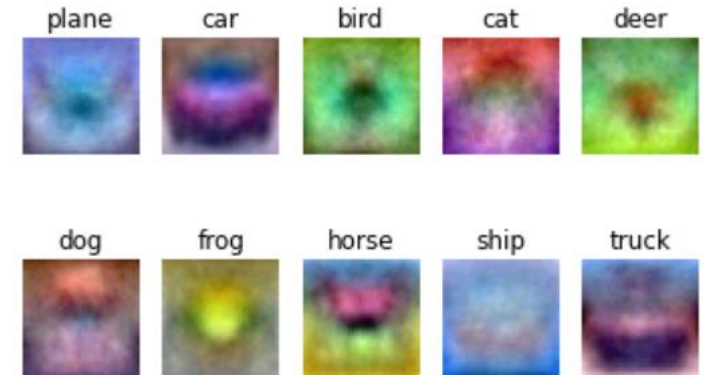 plane car bird cat deer
dog frog horse ship truck